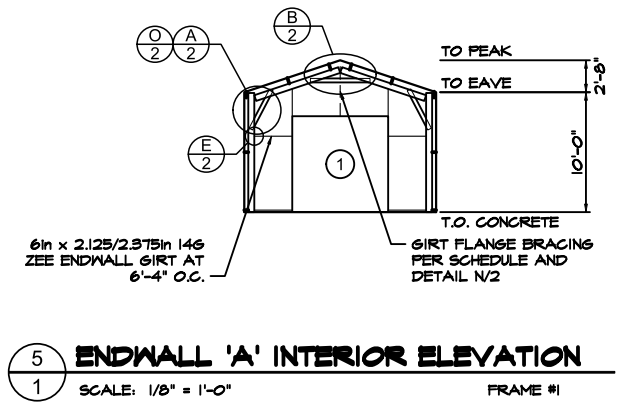 B
2
O A
2 2
TO PEAK
2'-8"
TO EAVE
E
2
1
10'-0"
T.O. CONCRETE
6in x 2.125/2.375in 14G
ZEE ENDWALL GIRT AT
6'-4" O.C.
GIRT FLANGE BRACING
PER SCHEDULE AND
DETAIL N/2
5
1
ENDWALL 'A' INTERIOR ELEVATION
SCALE: 1/8" = 1'-0"
FRAME #1